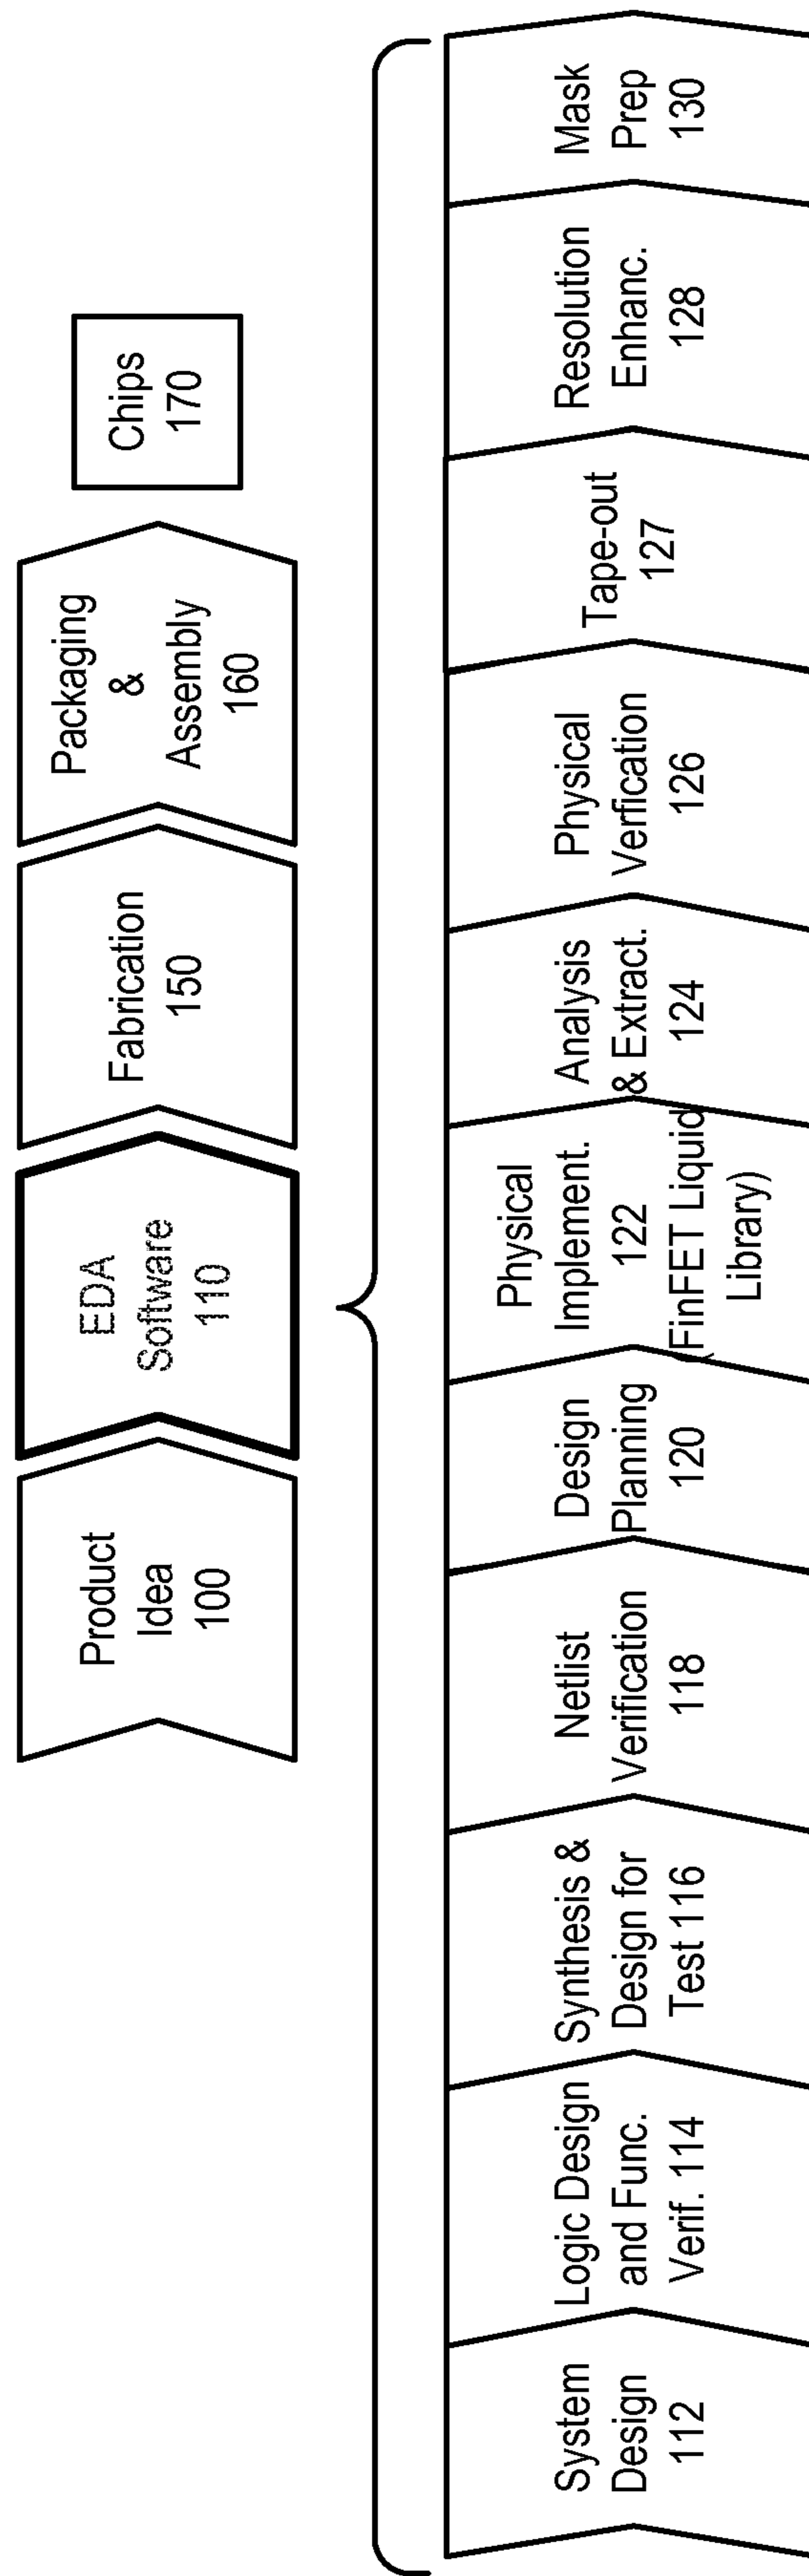 Product
Idea
100
EDA
Software
110
Fabrication
150
Packaging
&
Assembly
160
Chips
170
System
Design
112
Logic Design
and Func.
Verif. 114
Synthesis &
Design for
Test 116
Netlist
Verification
118
Design
Planning
120
Physical
Implement.
122
(FinFET Liquid
Library)
Analysis
& Extract.
124
Physical
Verfication
126
Tape-out
127
Resolution
Enhanc.
128
Mask
Prep
130